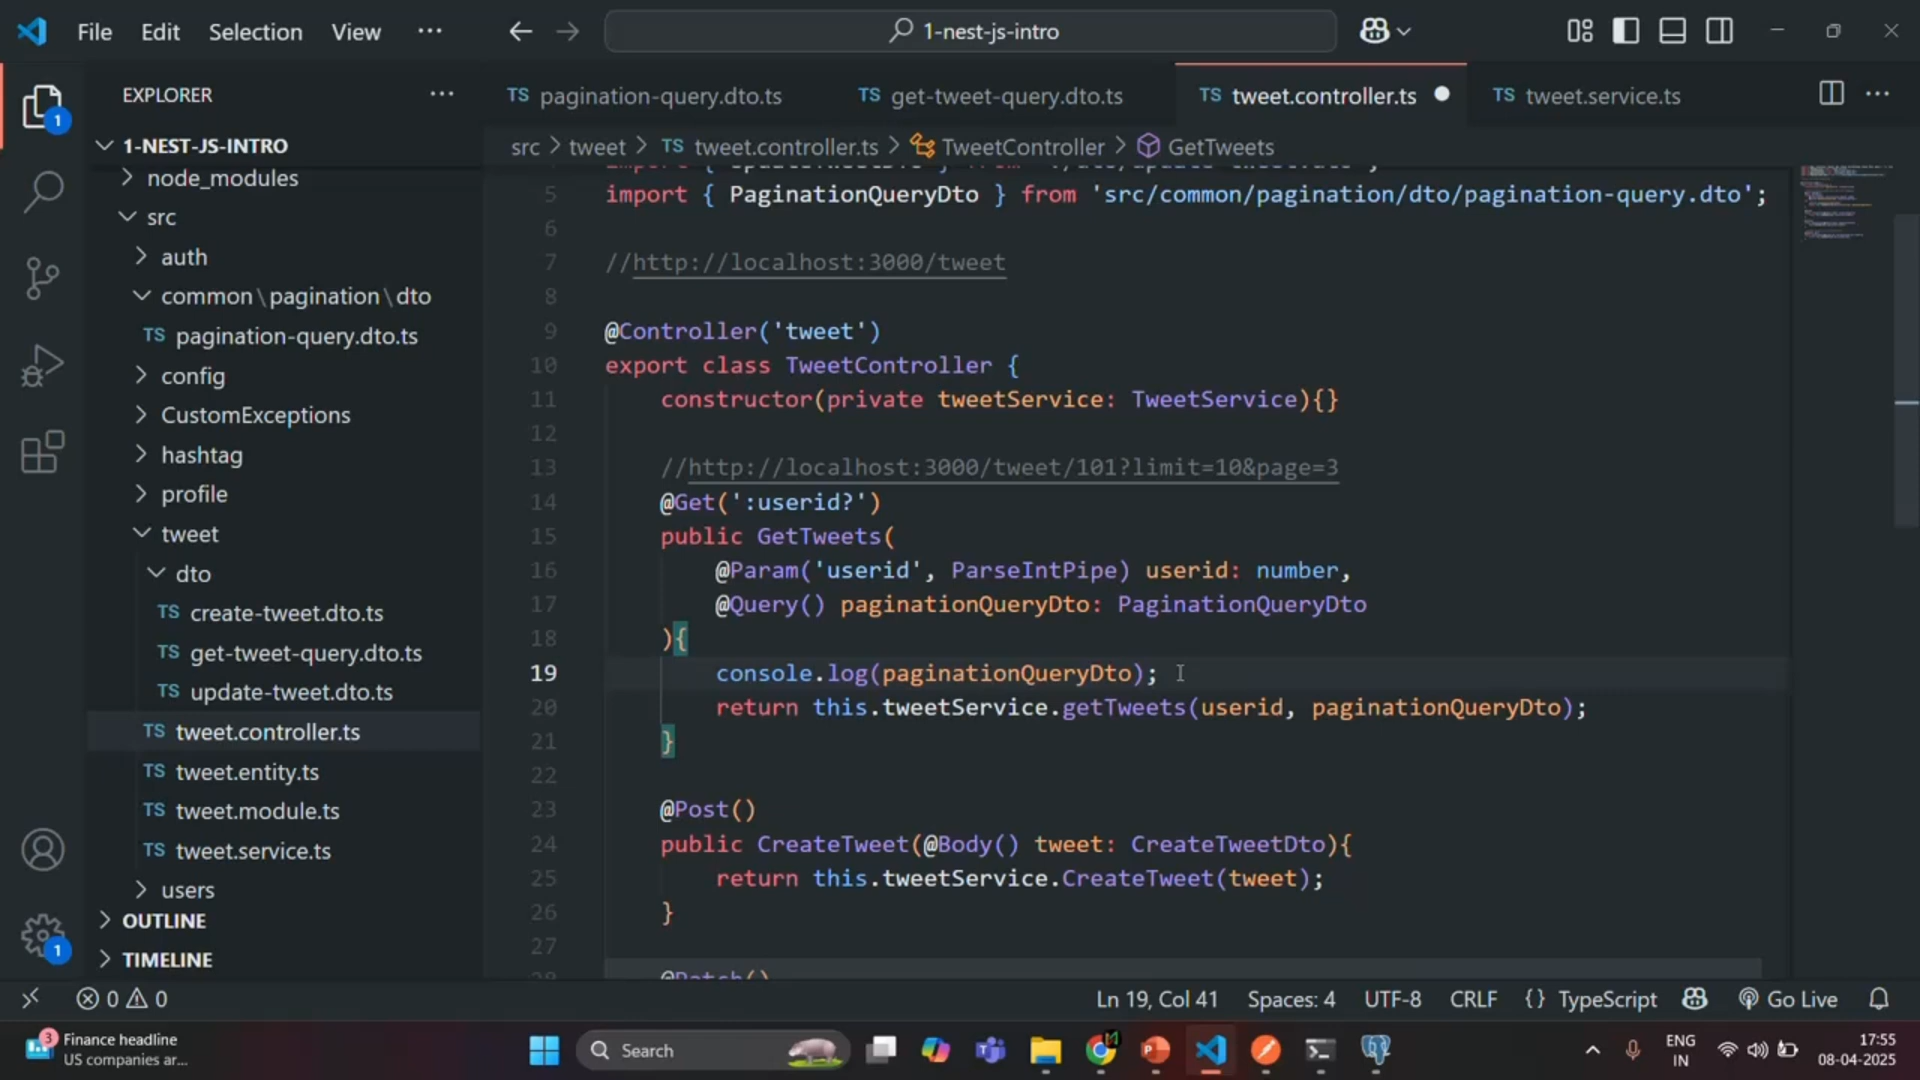 File Edit Selection View ... 1-nest-js-intro
EXPLORER ...
1-NEST-JS-INTRO
node_modules
src
auth
common\pagination\dto
TS pagination-query.dto.ts
config
CustomExceptions
hashtag
profile
tweet
dto
TS create-tweet.dto.ts
TS get-tweet-query.dto.ts
TS update-tweet.dto.ts
TS tweet.controller.ts
TS tweet.entity.ts
TS tweet.module.ts
TS tweet.service.ts
users
OUTLINE
TIMELINE
1
1
TS pagination-query.dto.ts TS get-tweet-query.dto.ts TS tweet.controller.ts TS tweet.service.ts
src > tweet > TS tweet.controller.ts > TweetController > GetTweets
5 import { PaginationQueryDto } from 'src/common/pagination/dto/pagination-query.dto';
6
7 //http://localhost:3000/tweet
8
9 @Controller('tweet')
10 export class TweetController {
11 constructor(private tweetService: TweetService){}
12
13 //http://localhost:3000/tweet/101?limit=10&page=3
14 @Get(':userid?')
15 public GetTweets(
16 @Param('userid', ParseIntPipe) userid: number,
17 @Query() paginationQueryDto: PaginationQueryDto
18 ){
19 console.log(paginationQueryDto);
20 return this.tweetService.getTweets(userid, paginationQueryDto);
21 }
22
23 @Post()
24 public CreateTweet(@Body() tweet: CreateTweetDto){
25 return this.tweetService.CreateTweet(tweet);
26 }
27
0 0 Ln 19, Col 41 Spaces: 4 UTF-8 CRLF {} TypeScript Go Live
3 Finance headline
US companies ar...
Search
ENG
IN
17:55
08-04-2025